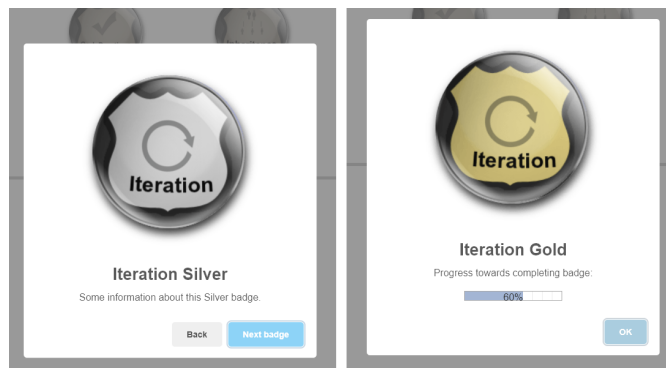 Iteration
Iteration Silver
Some information about this Silver badge.
Back
Next badge
Iteration
Iteration Gold
Progress towards completing badge:
60%
OK